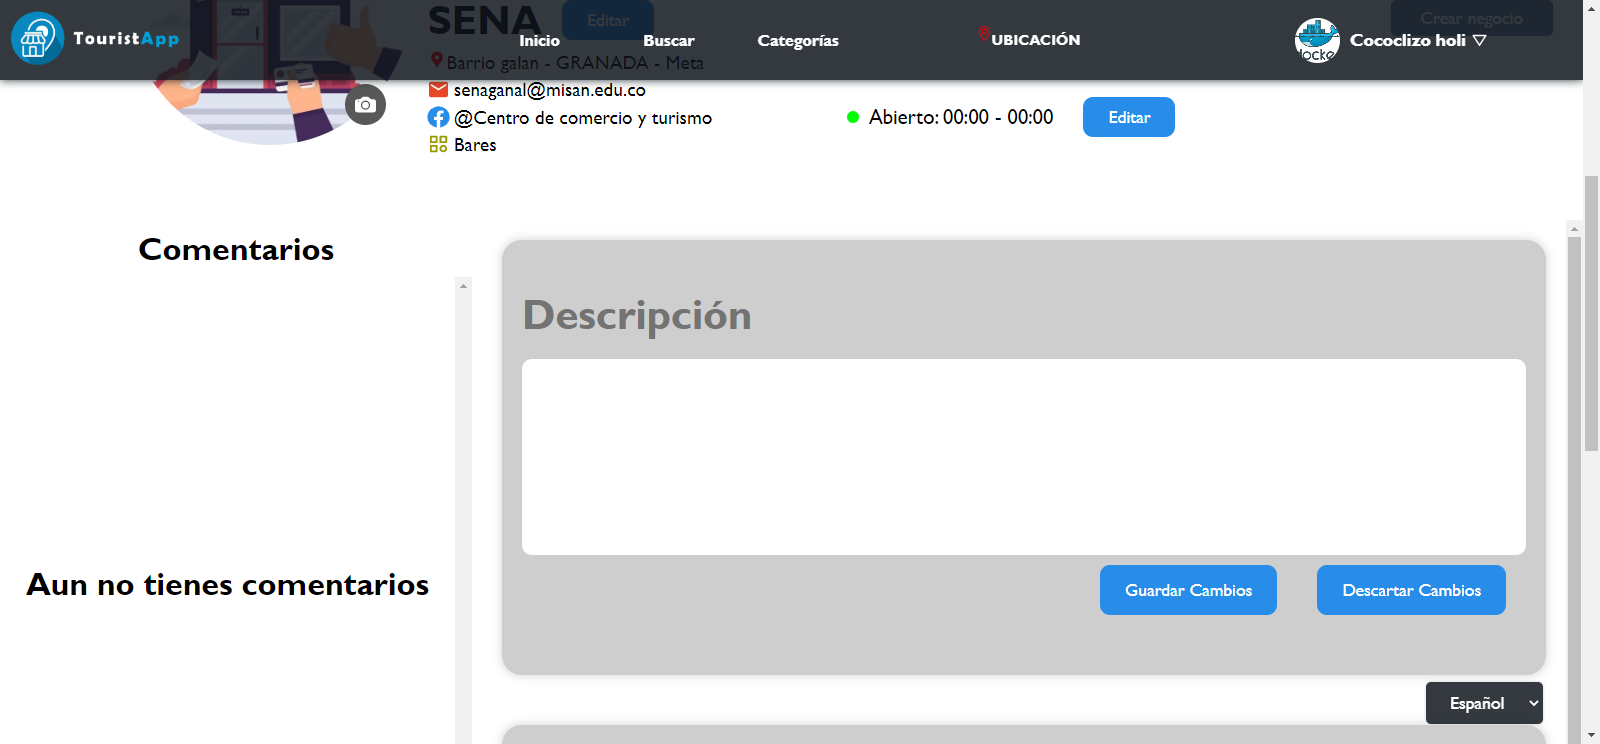 SENA
Editar
Crear negocio
TouristApp
Inicio
Buscar
Categorías
UBICACIÓN
Cococlizo holi
Barrio galan - GRANADA - Meta
senaganal@misan.edu.co
@Centro de comercio y turismo
Abierto: 00:00 - 00:00
Editar
Bares
Comentarios
Descripción
Aun no tienes comentarios
Guardar Cambios
Descartar Cambios
Español